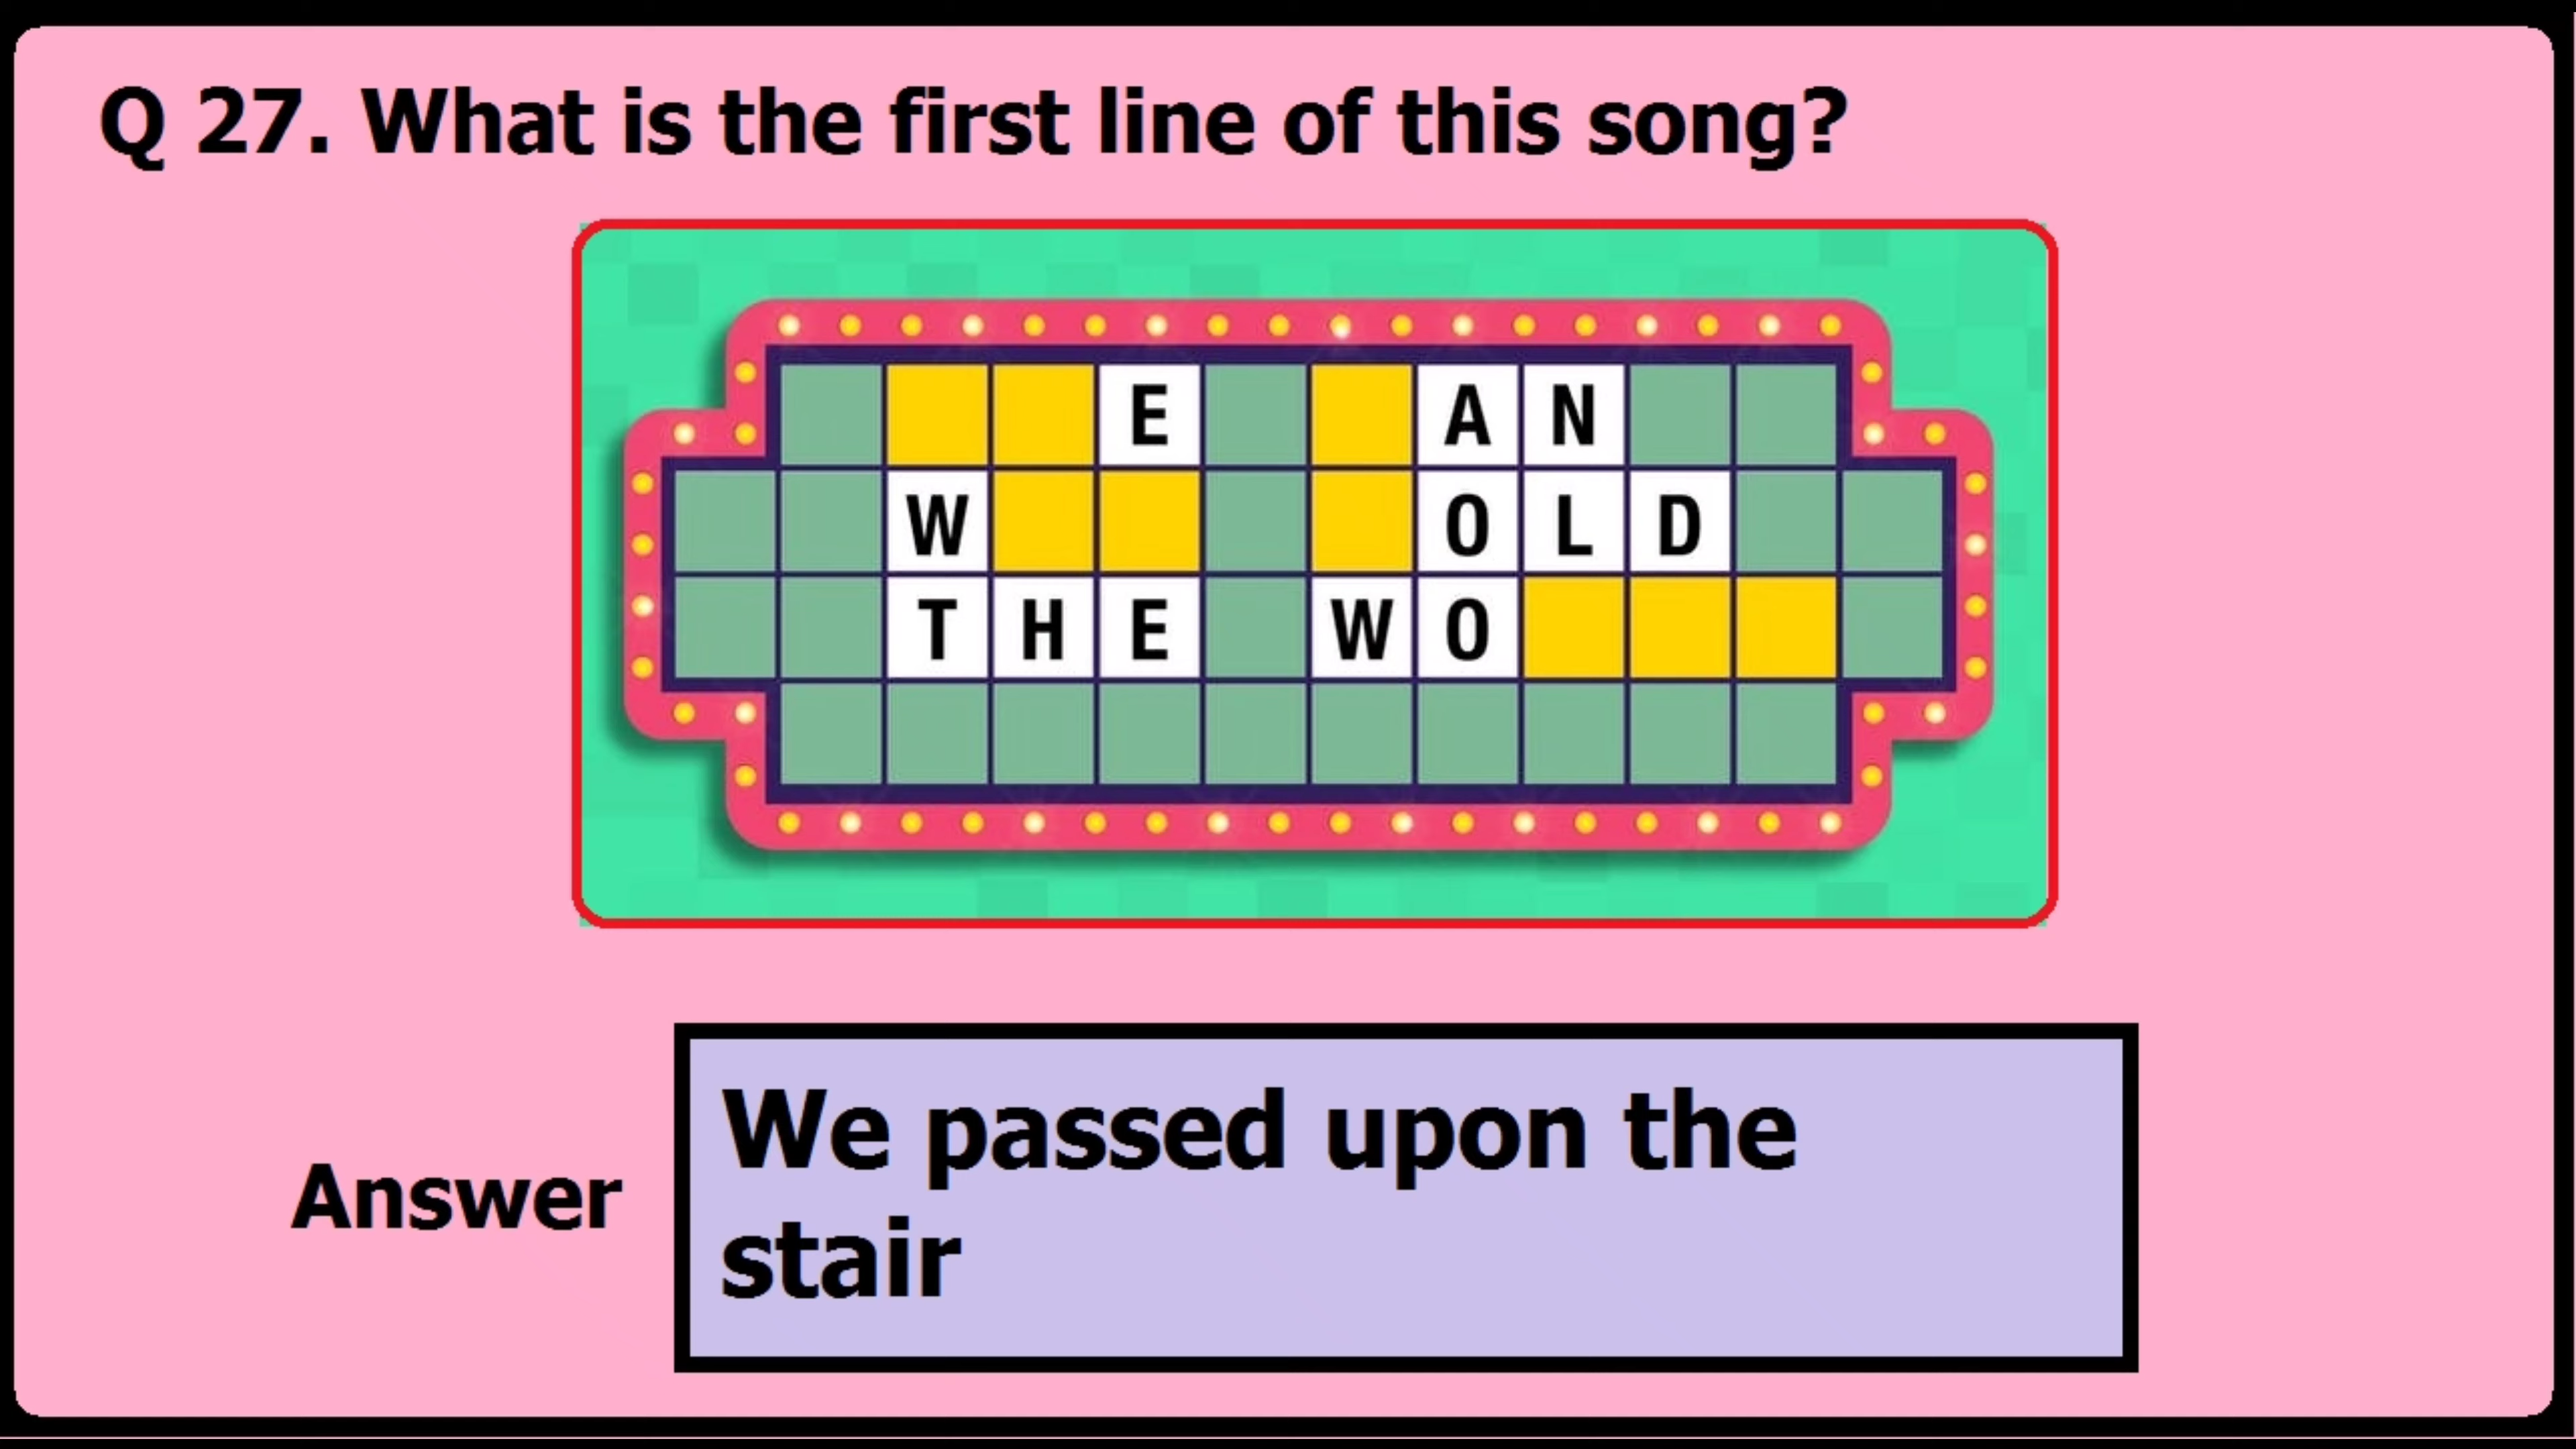 Q 27. What is the first line of this song?
E AN
W OLD
THE WO
Answer
We passed upon the
stair